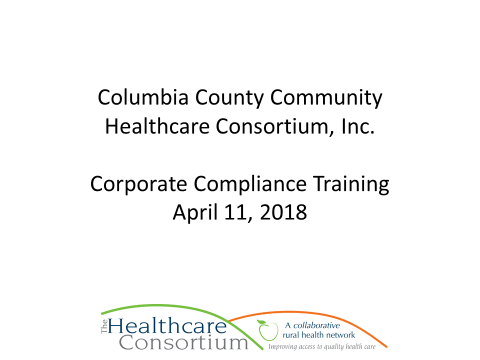 Columbia County Community
Healthcare Consortium, Inc.
Corporate Compliance Training
April 11, 2018
The Healthcare
Consortium
A collaborative
rural health network
Improving access to quality health care